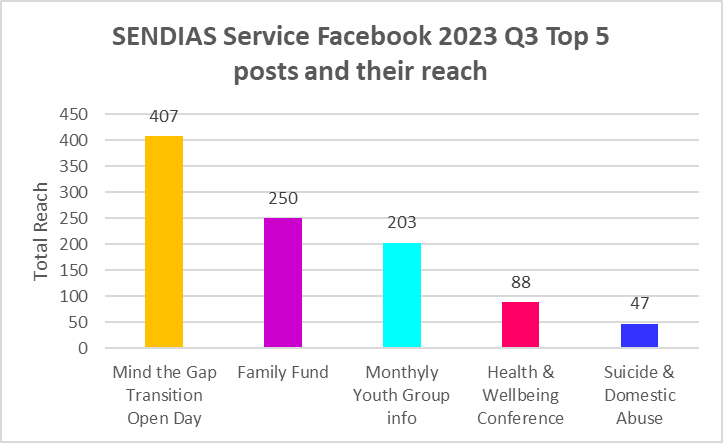 SENDIAS Service Facebook 2023 Q3 Top 5
posts and their reach
Total Reach
450
400
350
300
250
200
150
100
50
0
407
250
203
88
47
Mind the Gap
Transition
Open Day
Family Fund
Monthyly
Youth Group
info
Health &
Wellbeing
Conference
Suicide &
Domestic
Abuse